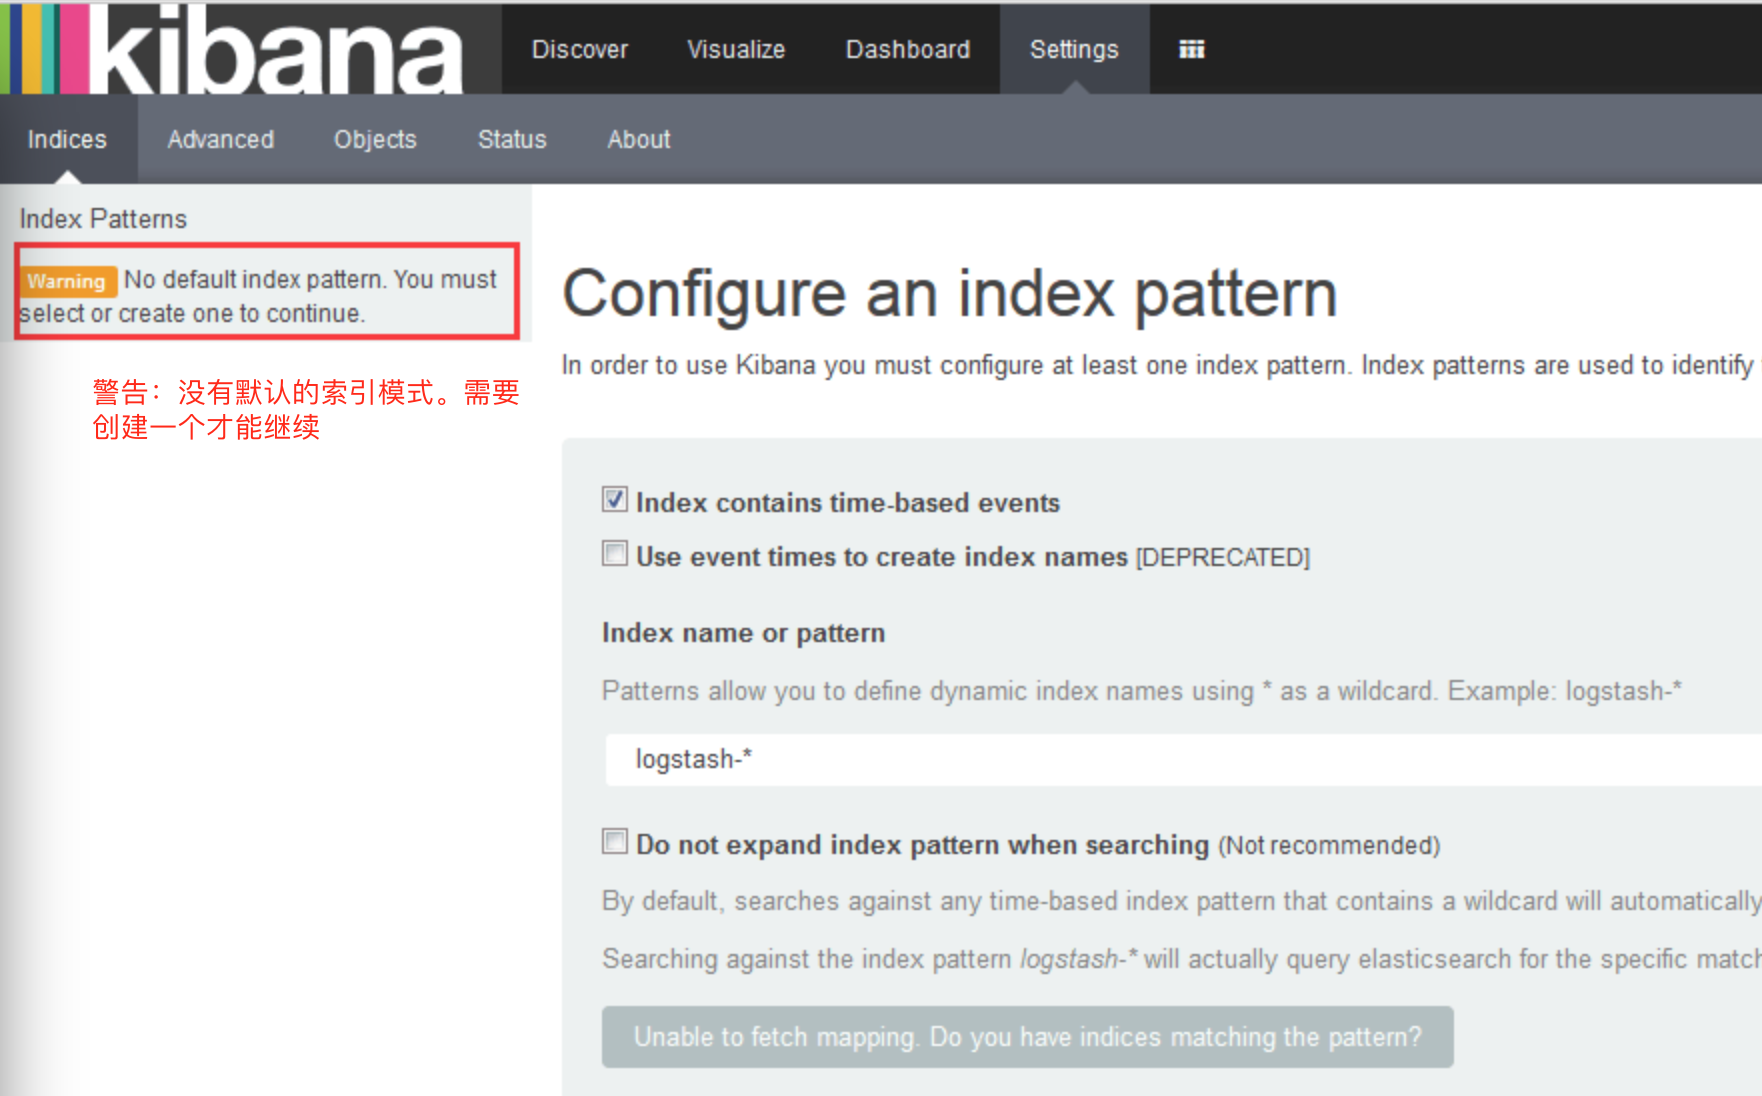 kibana
Discover Visualize Dashboard Settings
Indices Advanced Objects Status About
Index Patterns
Warning No default index pattern. You must
select or create one to continue.
警告：没有默认的索引模式。需要
创建一个才能继续
Configure an index pattern
In order to use Kibana you must configure at least one index pattern. Index patterns are used to identify
Index contains time-based events
Use event times to create index names [DEPRECATED]
Index name or pattern
Patterns allow you to define dynamic index names using * as a wildcard. Example: logstash-*
logstash-*
Do not expand index pattern when searching (Not recommended)
By default, searches against any time-based index pattern that contains a wildcard will automatically
Searching against the index pattern logstash-* will actually query elasticsearch for the specific match
Unable to fetch mapping. Do you have indices matching the pattern?